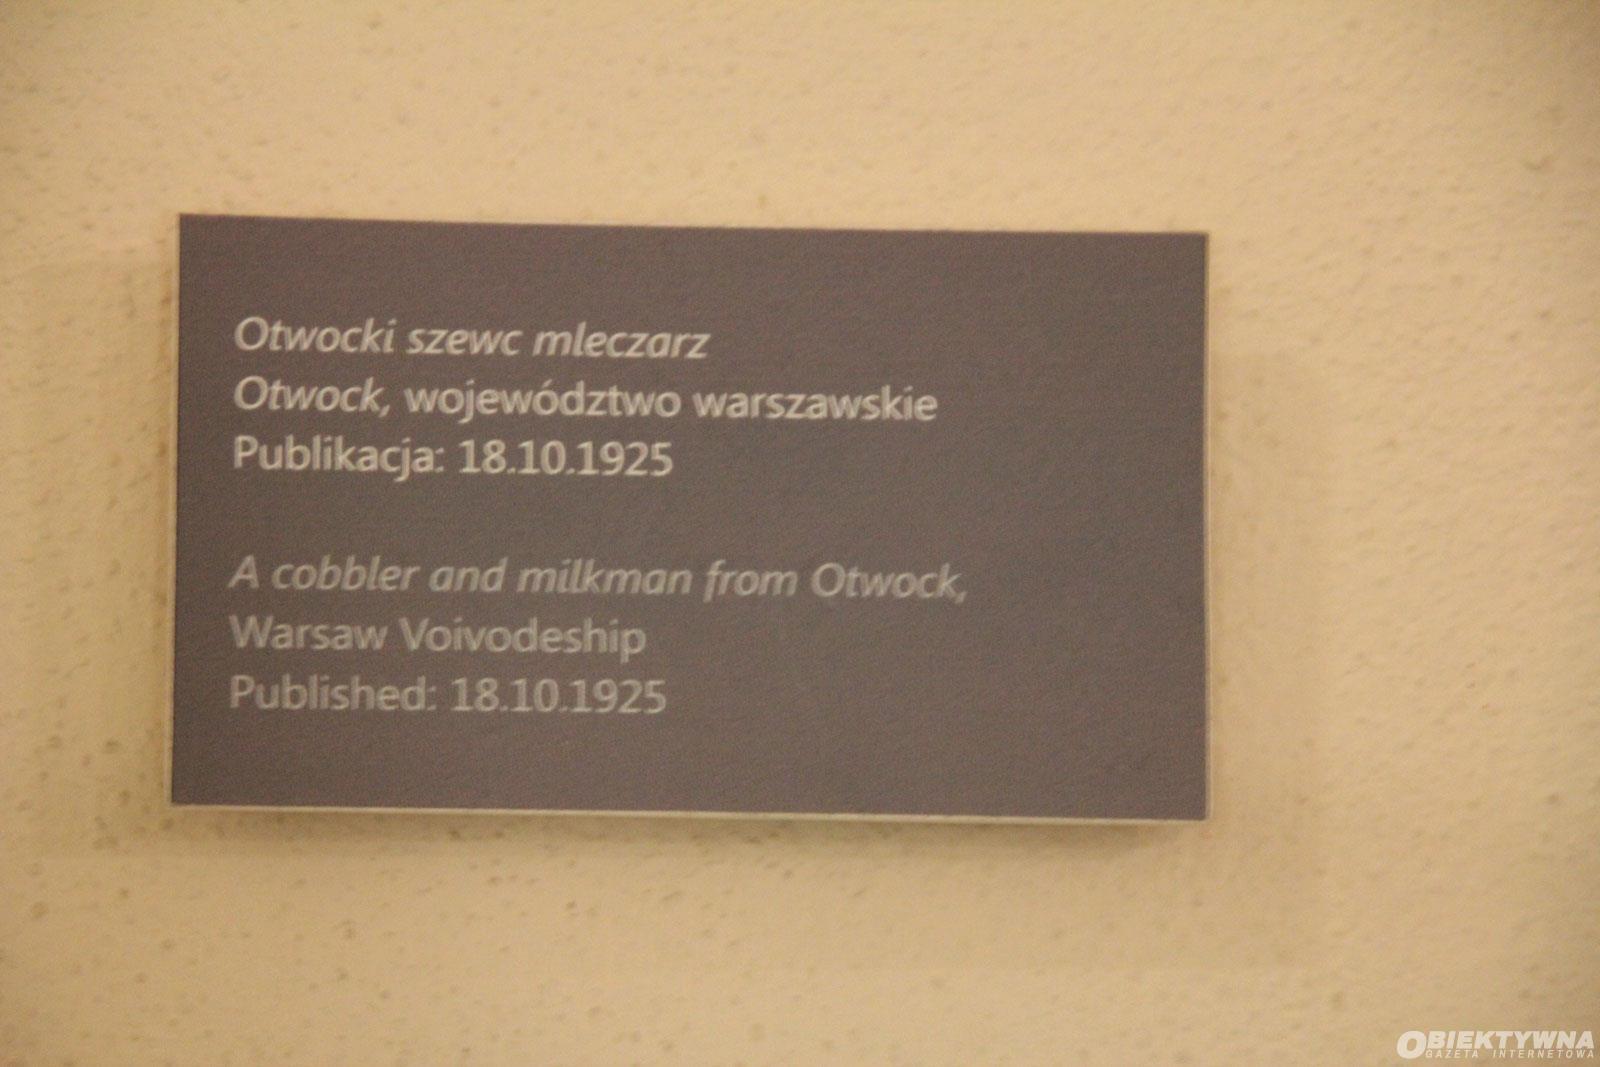 Otwocki szewc mleczarz
Otwock, województwo warszawskie
Publikacja: 18.10.1925
A cobbler and milkman from Otwock,
Warsaw Voivodeship
Published: 18.10.1925
OBIEKTYWNA
GAZETA INTERNETOWA